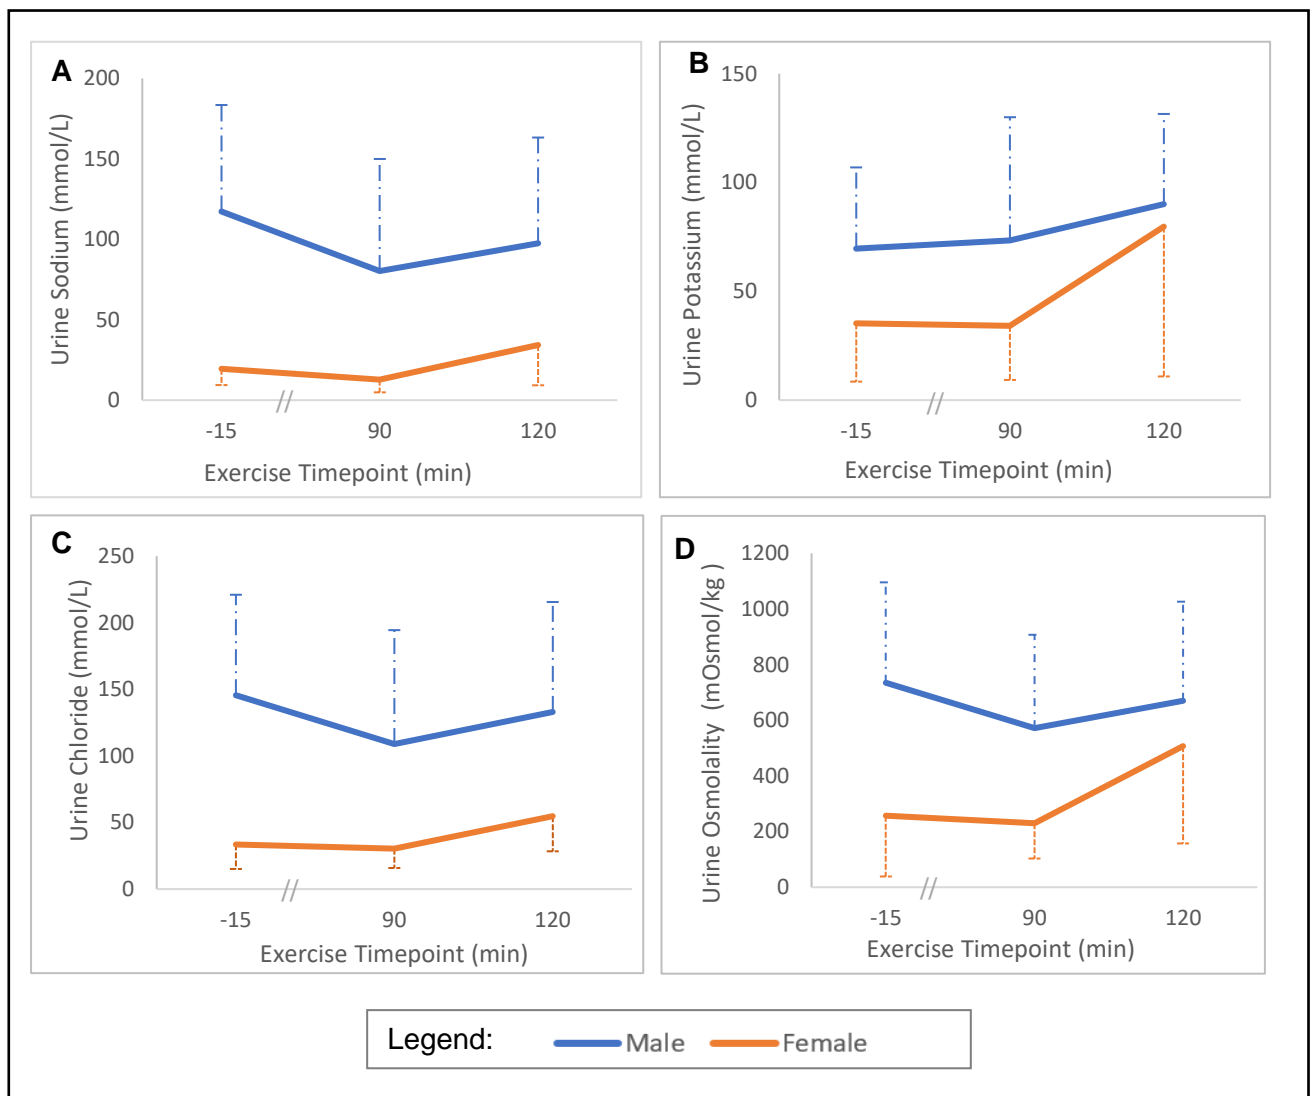 A
Urine Sodium (mmol/L)
200
150
100
50
0
//
-15 90 120
Exercise Timepoint (min)
B
Urine Potassium (mmol/L)
150
100
50
0
//
-15 90 120
Exercise Timepoint (min)
C
Urine Chloride (mmol/L)
250
200
150
100
50
0
//
-15 90 120
Exercise Timepoint (min)
D
Urine Osmolality (mOsmol/kg )
1200
1000
800
600
400
200
0
//
-15 90 120
Exercise Timepoint (min)
Legend: Male Female